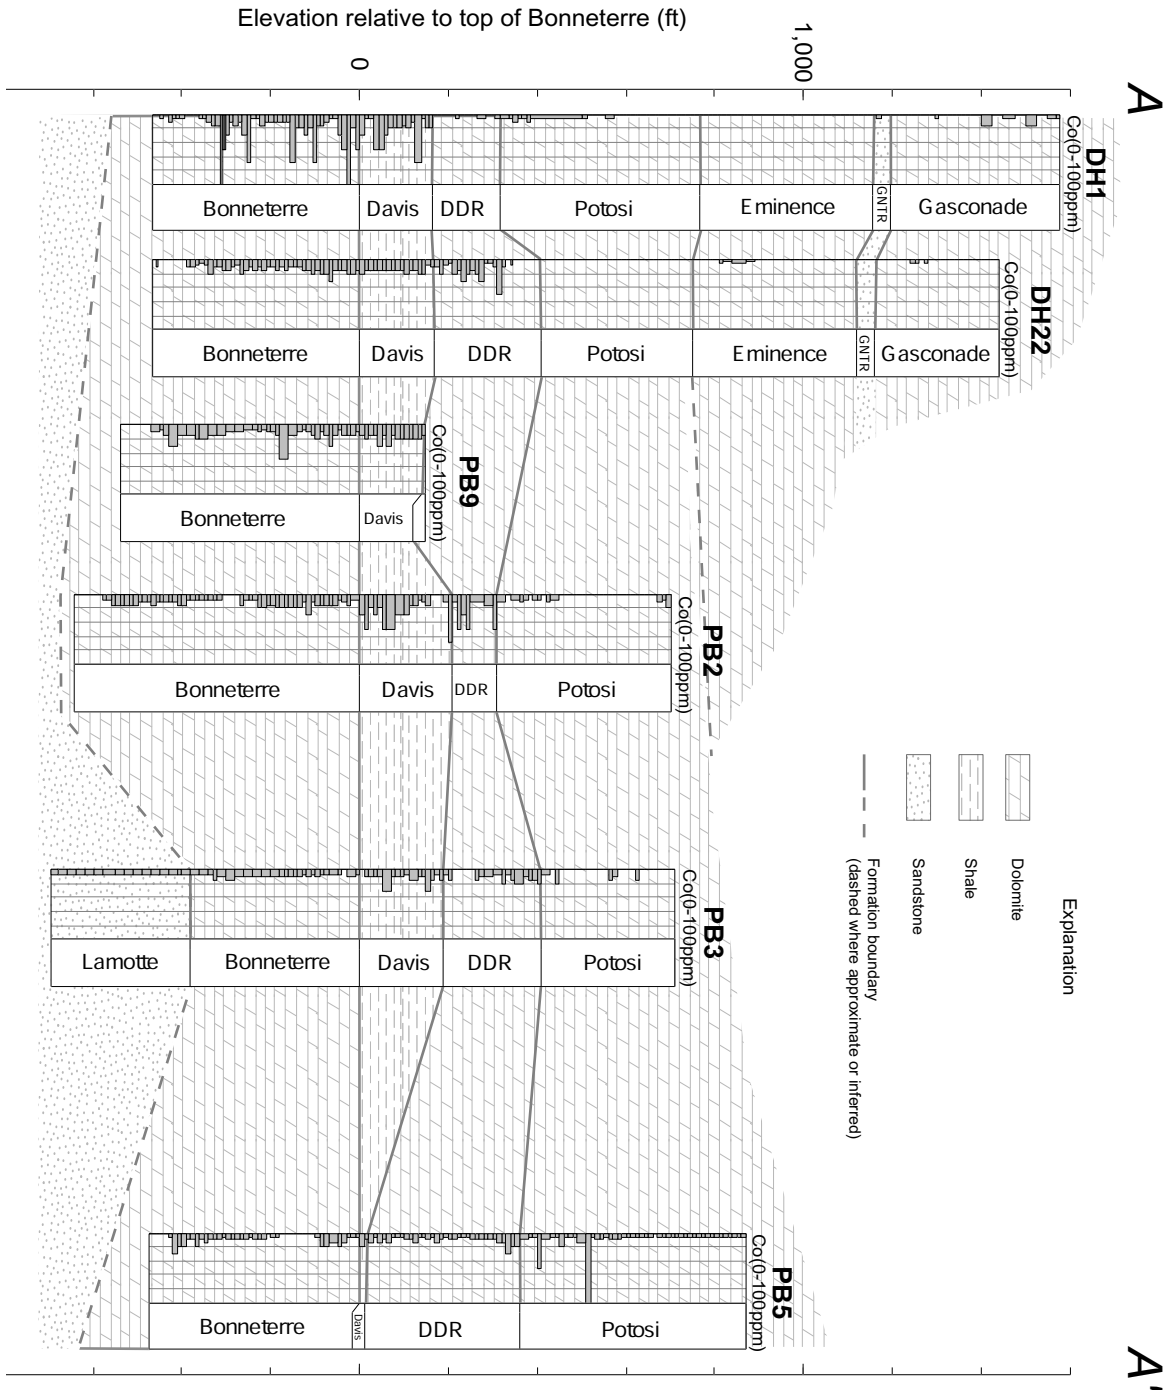 Elevation relative to top of Bonneterre (ft)
0
1,000
A
DH1
Co(0-100ppm)
Bonneterre
Davis
DDR
Potosi
Eminence
GNTR
Gasconade
DH22
Co(0-100ppm)
Bonneterre
Davis
DDR
Potosi
Eminence
GNTR
Gasconade
PB9
Co(0-100ppm)
Bonneterre
Davis
PB2
Co(0-100ppm)
Bonneterre
Davis
DDR
Potosi
PB3
Co(0-100ppm)
Lamotte
Bonneterre
Davis
DDR
Potosi
PB5
Co(0-100ppm)
Bonneterre
Davis
DDR
Potosi
A'
Explanation
Dolomite
Shale
Sandstone
Formation boundary
(dashed where approximate or inferred)